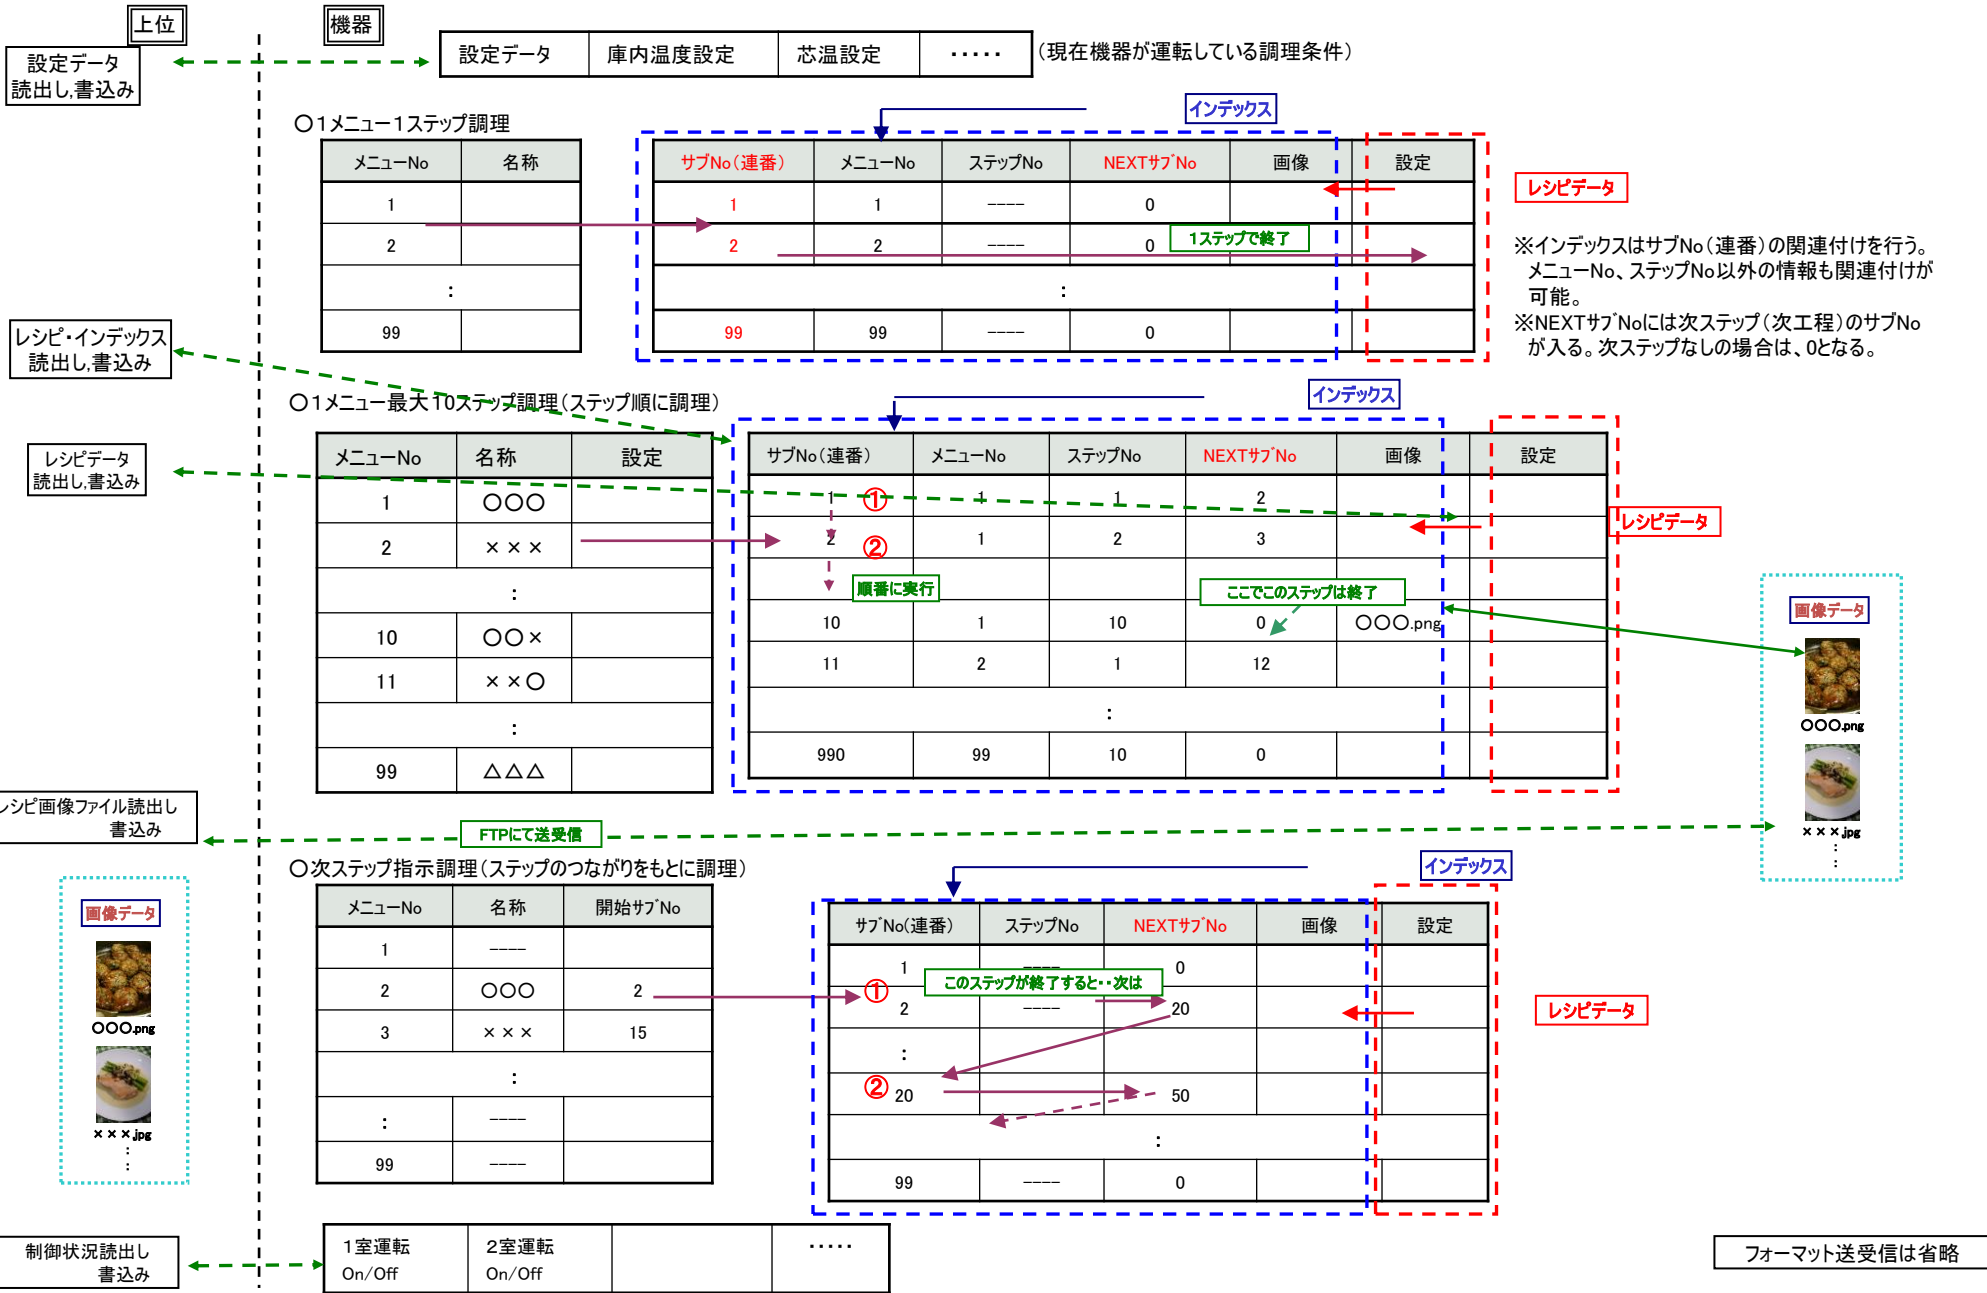 上位
機器
設定データ
読出し,書込み
設定データ 庫内温度設定 芯温設定 ・・・・・
(現在機器が運転している調理条件)
〇1メニュー1ステップ調理
インデックス
メニューNo 名称
1
2
:
99
サブNo(連番) メニューNo ステップNo NEXTサブNo 画像 設定
1 1 ---- 0
2 2 ---- 0
1ステップで終了
:
99 99 ---- 0
レシピデータ
※インデックスはサブNo(連番)の関連付けを行う。
メニューNo、ステップNo以外の情報も関連付けが
可能。
※NEXTサブNoには次ステップ(次工程)のサブNo
が入る。次ステップなしの場合は、0となる。
レシピ・インデックス
読出し,書込み
〇1メニュー最大10ステップ調理(ステップ順に調理)
インデックス
レシピデータ
読出し,書込み
メニューNo 名称 設定
1 〇〇〇
2 ×××
:
10 〇〇×
11 ××〇
:
99 △△△
サブNo(連番) メニューNo ステップNo NEXTサブNo 画像 設定
1 ① 1 1 2
2 ② 1 2 3
順番に実行
ここでこのステップは終了
10 1 10 0 〇〇〇.png
11 2 1 12
:
990 99 10 0
レシピデータ
画像データ
〇〇〇.png
×××.jpg
:
:
レシピ画像ファイル読出し
書込み
FTPにて送受信
〇次ステップ指示調理(ステップのつながりをもとに調理)
インデックス
画像データ
〇〇〇.png
×××.jpg
:
:
メニューNo 名称 開始サブNo
1 ----
2 〇〇〇 2
3 ××× 15
:
: ----
99 ----
サブNo(連番) ステップNo NEXTサブNo 画像 設定
1 ---- 0
このステップが終了すると・・次は
① 2 ---- 20
:
② 20 50
:
99 ---- 0
レシピデータ
制御状況読出し
書込み
1室運転 2室運転 ・・・・・
On/Off On/Off
フォーマット送受信は省略